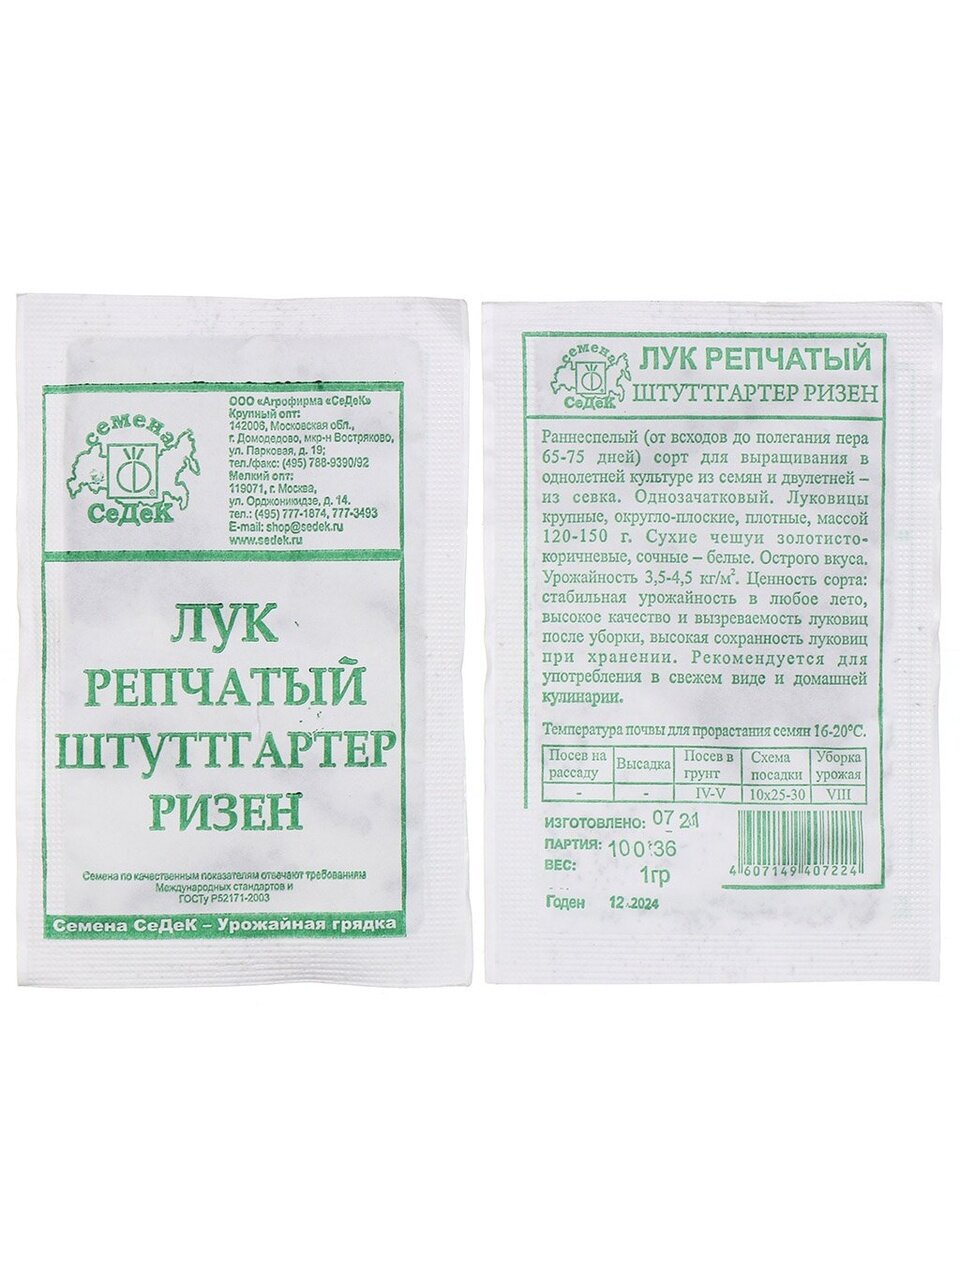 семена
СеДеК
ООО «Агрофирма «СеДеК»
Крупный опт:
142006, Московская обл.,
г. Домодедово, мкр-н Востряково,
ул. Парковая, д. 19;
тел./факс: (495) 788-9390/92
Мелкий опт:
119071, г. Москва,
ул. Орджоникидзе, д. 14.
тел.: (495) 777-1874, 777-3493
E-mail: shop@sedek.ru
www.sedek.ru
ЛУК
РЕПЧАТЫЙ
ШТУТТГАРТЕР
РИЗЕН
Семена по качественным показателям отвечают требованиям
Международных стандартов и
ГОСТу Р52171-2003
Семена СеДеК – Урожайная грядка
семена
СеДеК
ЛУК РЕПЧАТЫЙ
ШТУТТГАРТЕР РИЗЕН
Раннеспелый (от всходов до полегания пера
65-75 дней) сорт для выращивания в
однолетней культуре из семян и двулетней –
из севка. Однозачатковый. Луковицы
крупные, округло-плоские, плотные, массой
120-150 г. Сухие чешуи золотисто-
коричневые, сочные – белые. Острого вкуса.
Урожайность 3,5-4,5 кг/м². Ценность сорта:
стабильная урожайность в любое лето,
высокое качество и вызреваемость луковиц
после уборки, высокая сохранность луковиц
при хранении. Рекомендуется для
употребления в свежем виде и домашней
кулинарии.
Температура почвы для прорастания семян 16-20°С.
Посев на рассаду Высадка Посев в грунт Схема посадки Уборка урожая
- - IV-V 10х25-30 VIII
ИЗГОТОВЛЕНО: 07 21
ПАРТИЯ: 100136
ВЕС: 1гр
Годен 12.2024
4 607149 407224